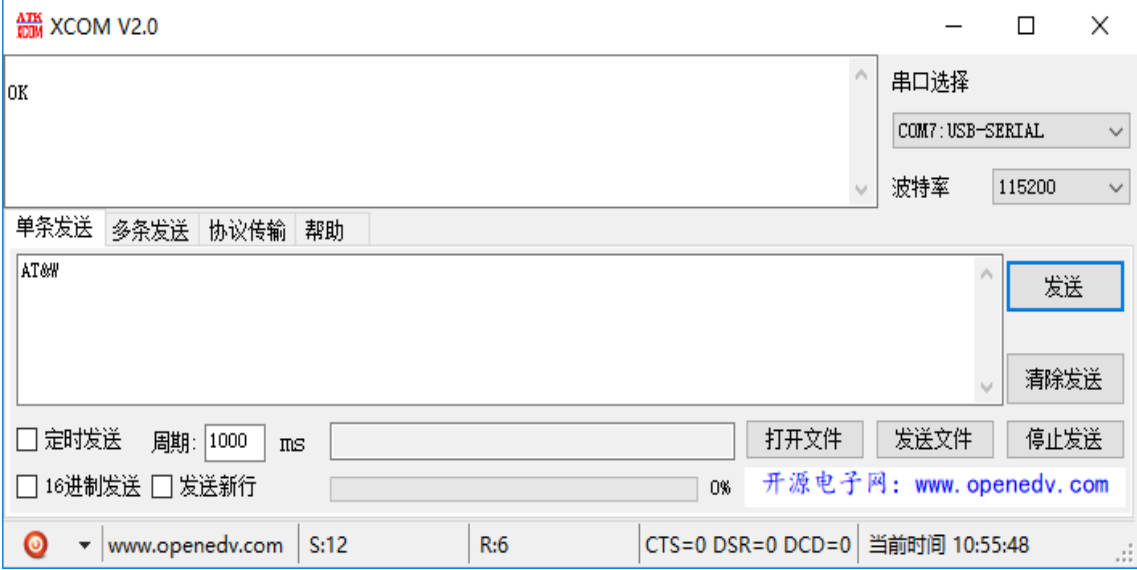 ATK
XCOM
XCOM V2.0
OK
串口选择
COM7:USB-SERIAL
波特率
115200
单条发送 多条发送 协议传输 帮助
AT&W
发送
清除发送
定时发送 周期: 1000 ms 打开文件 发送文件 停止发送
16进制发送 发送新行 0% 开源电子网: www.openedv.com
www.openedv.com S:12 R:6 CTS=0 DSR=0 DCD=0 当前时间 10:55:48